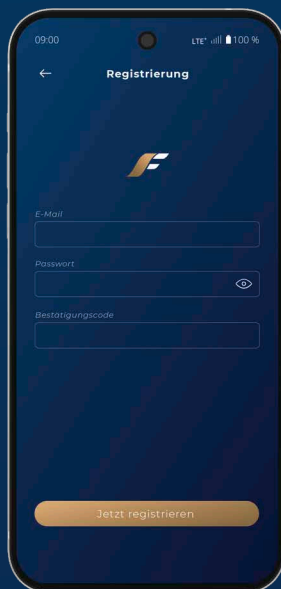 09:00 LTE+ 100 %
Registrierung
E-Mail
Passwort
Bestätigungscode
Jetzt registrieren